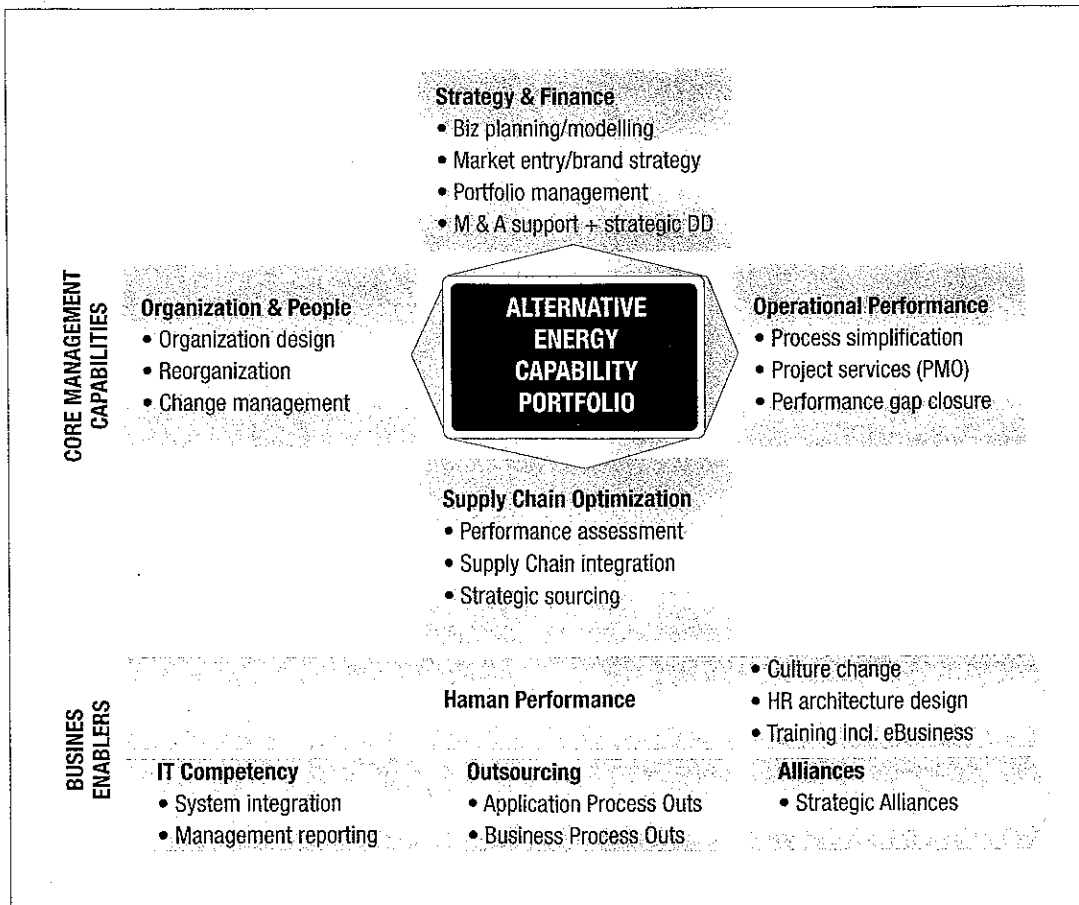 Strategy & Finance
• Biz planning/modelling
• Market entry/brand strategy
• Portfolio management
• M & A support + strategic DD
CORE MANAGEMENT
CAPABILITIES
Organization & People
• Organization design
• Reorganization
• Change management
ALTERNATIVE
ENERGY
CAPABILITY
PORTFOLIO
Operational Performance
• Process simplification
• Project services (PMO)
• Performance gap closure
Supply Chain Optimization
• Performance assessment
• Supply Chain integration
• Strategic sourcing
BUSINES
ENABLERS
Haman Performance
• Culture change
• HR architecture design
• Training incl. eBusiness
IT Competency
• System integration
• Management reporting
Outsourcing
• Application Process Outs
• Business Process Outs
Alliances
• Strategic Alliances